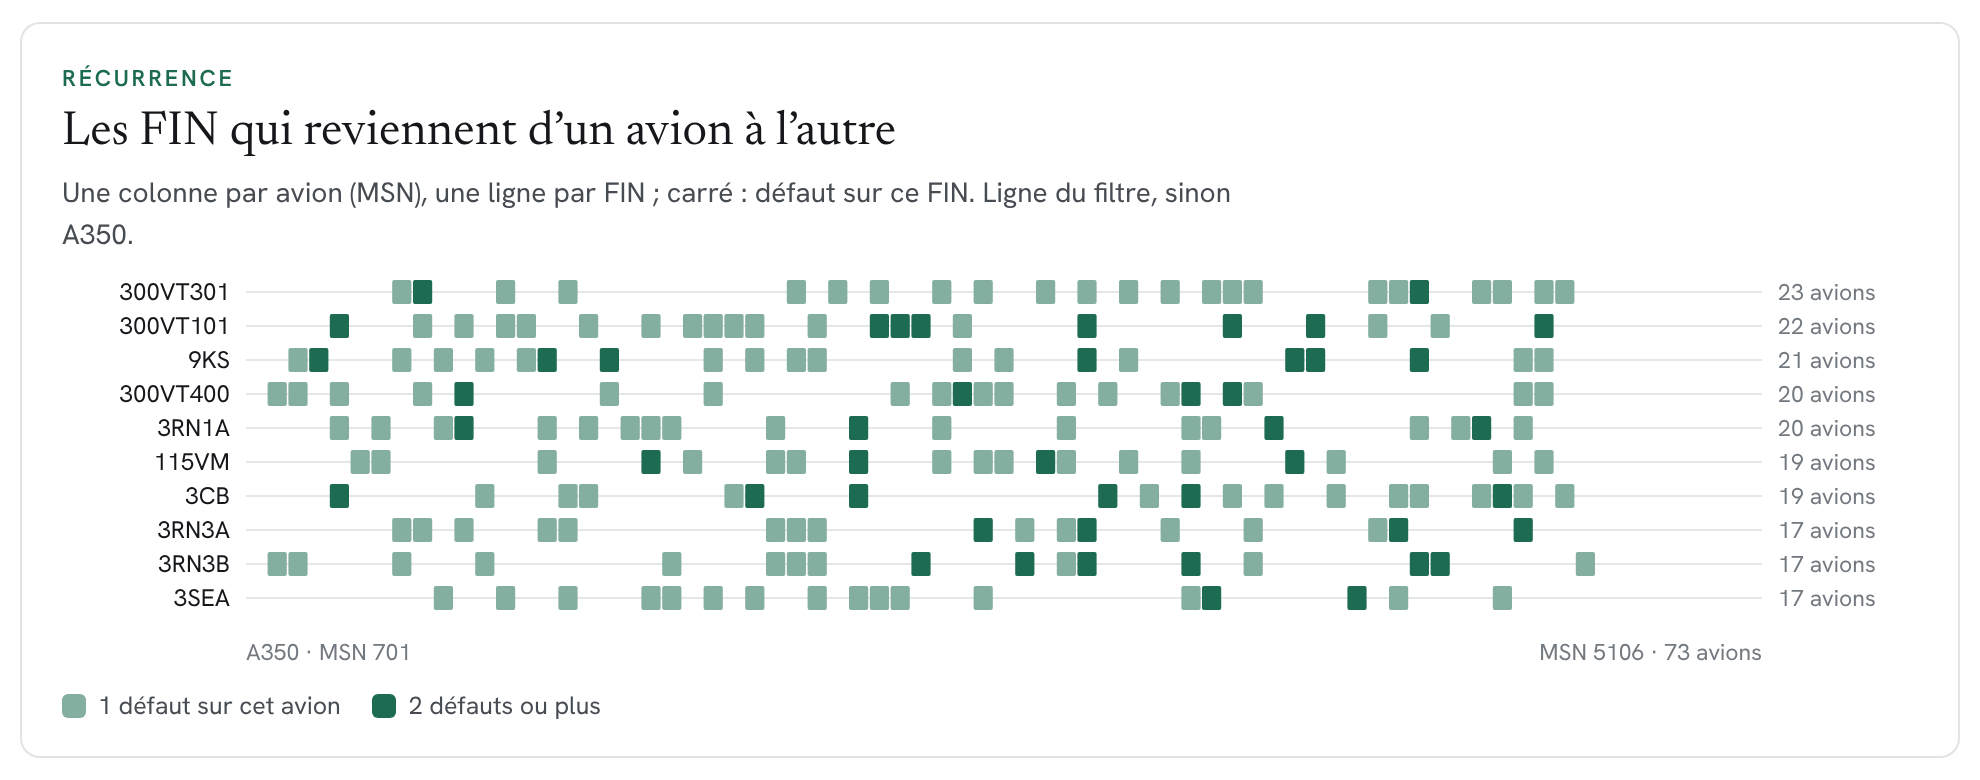 RÉCURRENCE
Les FIN qui reviennent d’un avion à l’autre
Une colonne par avion (MSN), une ligne par FIN ; carré : défaut sur ce FIN. Ligne du filtre, sinon
A350.
300VT301 23 avions
300VT101 22 avions
9KS 21 avions
300VT400 20 avions
3RN1A 20 avions
115VM 19 avions
3CB 19 avions
3RN3A 17 avions
3RN3B 17 avions
3SEA 17 avions
A350 · MSN 701 MSN 5106 · 73 avions
1 défaut sur cet avion 2 défauts ou plus